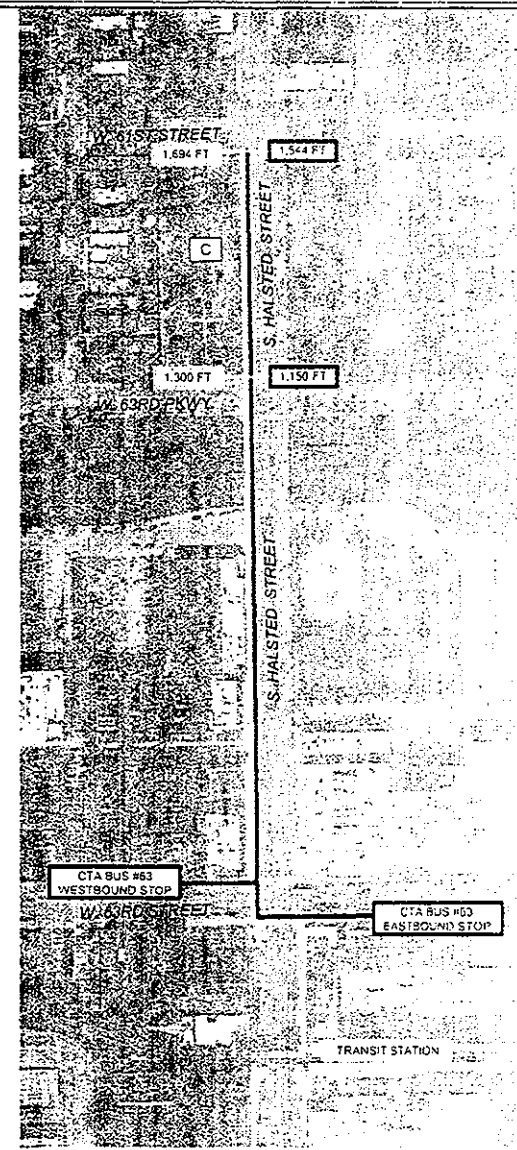 W. 61ST STREET
1,694 FT
1,544 FT
S. HALSTED STREET
C
1,300 FT
1,150 FT
W. 63RD PKWY
S. HALSTED STREET
CTA BUS #63
WESTBOUND STOP
W. 63RD STREET
CTA BUS #63
EASTBOUND STOP
TRANSIT STATION